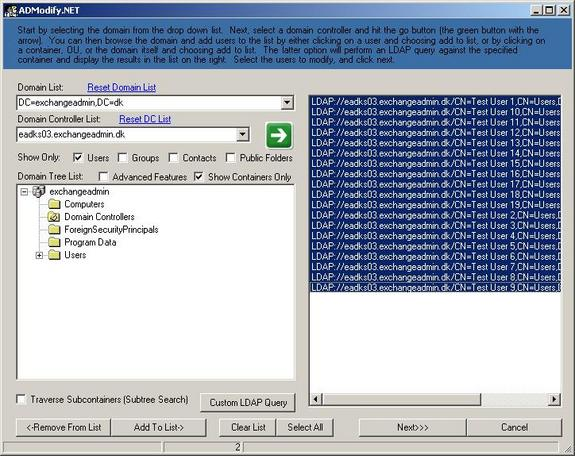 ADModify.NET
Start by selecting the domain from the drop down list. Next, select a domain controller and hit the go button (the green button with the
arrow). You can then browse the domain and add users to the list by either clicking on a user and choosing add to list, or by clicking on
a container, OU, or the domain itself and choosing add to list. The latter option will perform an LDAP query against the specified
container and display the results in the list on the right. Select the users to modify, and click next.
Domain List: Reset Domain List
DC=exchangeadmin,DC=dk
Domain Controller List: Reset DC List
eadks03.exchangeadmin.dk
Show Only: Users Groups Contacts Public Folders
Domain Tree List: Advanced Features Show Containers Only
exchangeadmin
Computers
Domain Controllers
ForeignSecurityPrincipals
Program Data
Users
LDAP://eadks03.exchangeadmin.dk/CN=Test User 1,CN=Users,D
LDAP://eadks03.exchangeadmin.dk/CN=Test User 10,CN=Users,
LDAP://eadks03.exchangeadmin.dk/CN=Test User 11,CN=Users,
LDAP://eadks03.exchangeadmin.dk/CN=Test User 12,CN=Users,
LDAP://eadks03.exchangeadmin.dk/CN=Test User 13,CN=Users,
LDAP://eadks03.exchangeadmin.dk/CN=Test User 14,CN=Users,
LDAP://eadks03.exchangeadmin.dk/CN=Test User 15,CN=Users,
LDAP://eadks03.exchangeadmin.dk/CN=Test User 16,CN=Users,
LDAP://eadks03.exchangeadmin.dk/CN=Test User 17,CN=Users,
LDAP://eadks03.exchangeadmin.dk/CN=Test User 18,CN=Users,
LDAP://eadks03.exchangeadmin.dk/CN=Test User 19,CN=Users,
LDAP://eadks03.exchangeadmin.dk/CN=Test User 2,CN=Users,D
LDAP://eadks03.exchangeadmin.dk/CN=Test User 3,CN=Users,D
LDAP://eadks03.exchangeadmin.dk/CN=Test User 4,CN=Users,D
LDAP://eadks03.exchangeadmin.dk/CN=Test User 5,CN=Users,D
LDAP://eadks03.exchangeadmin.dk/CN=Test User 6,CN=Users,D
LDAP://eadks03.exchangeadmin.dk/CN=Test User 7,CN=Users,D
LDAP://eadks03.exchangeadmin.dk/CN=Test User 8,CN=Users,D
LDAP://eadks03.exchangeadmin.dk/CN=Test User 9,CN=Users,D
Traverse Subcontainers (Subtree Search) Custom LDAP Query
<-Remove From List Add To List-> Clear List Select All Next>>> Cancel
2